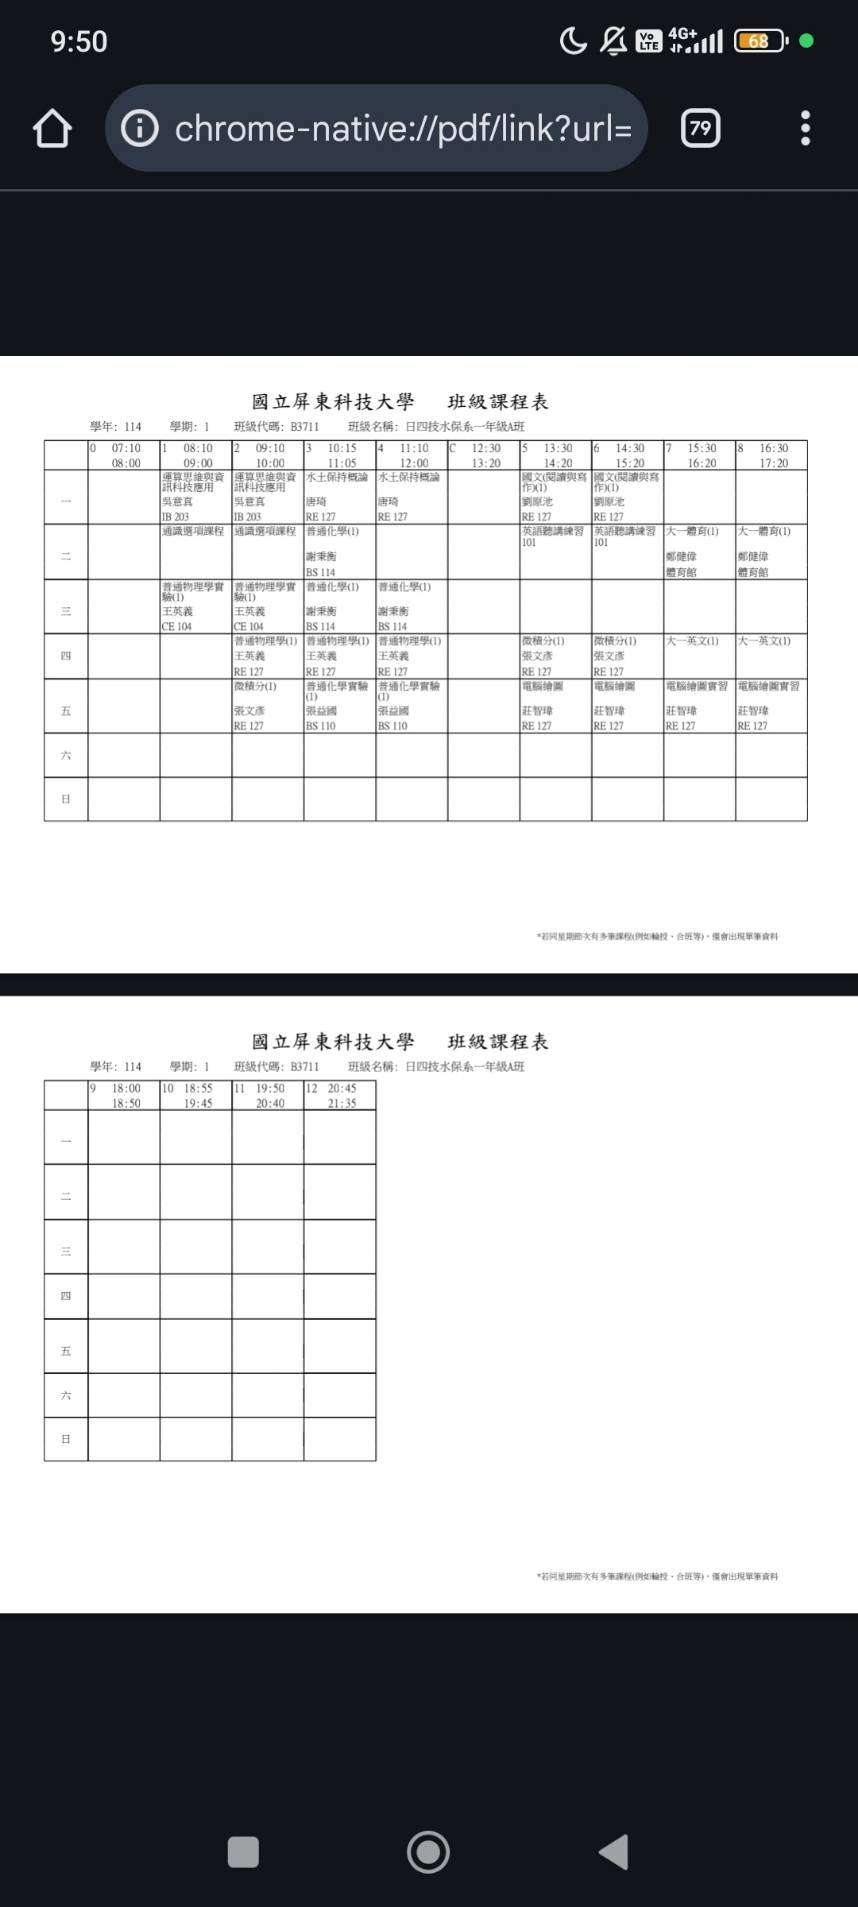 9:50
Vo LTE
4G+
68
chrome-native://pdf/link?url=
79
國立屏東科技大學 班級課程表
學年: 114 學期: 1 班級代碼: B3711 班級名稱: 日四技水保系一年級A班
0 07:10 1 08:10 2 09:10 3 10:15 4 11:10 C 12:30 5 13:30 6 14:30 7 15:30 8 16:30
08:00 09:00 10:00 11:05 12:00 13:20 14:20 15:20 16:20 17:20
一
運算思維與資 運算思維與資 水土保持概論 水土保持概論 國文(閱讀與寫 國文(閱讀與寫
訊科技應用 訊科技應用 作)(1) 作)(1)
吳意真 吳意真 唐琦 唐琦 劉原池 劉原池
IB 203 IB 203 RE 127 RE 127 RE 127 RE 127
二
通識選項課程 通識選項課程 普通化學(1) 英語聽講練習 英語聽講練習 大一體育(1) 大一體育(1)
101 101
謝秉衡 鄭健偉 鄭健偉
BS 114 體育館 體育館
三
普通物理學實 普通物理學實 普通化學(1) 普通化學(1)
驗(1) 驗(1)
王英義 王英義 謝秉衡 謝秉衡
CE 104 CE 104 BS 114 BS 114
四
普通物理學(1) 普通物理學(1) 普通物理學(1) 微積分(1) 微積分(1) 大一英文(1) 大一英文(1)
王英義 王英義 王英義 張文彥 張文彥
RE 127 RE 127 RE 127 RE 127 RE 127
五
微積分(1) 普通化學實驗 普通化學實驗 電腦繪圖 電腦繪圖 電腦繪圖實習 電腦繪圖實習
(1) (1)
張文彥 張益國 張益國 莊智瑋 莊智瑋 莊智瑋 莊智瑋
RE 127 BS 110 BS 110 RE 127 RE 127 RE 127 RE 127
六
日
*若同星期節次有多筆課程(例如輪授、合班等)，僅會出現單筆資料
國立屏東科技大學 班級課程表
學年: 114 學期: 1 班級代碼: B3711 班級名稱: 日四技水保系一年級A班
9 18:00 10 18:55 11 19:50 12 20:45
18:50 19:45 20:40 21:35
一
二
三
四
五
六
日
*若同星期節次有多筆課程(例如輪授、合班等)，僅會出現單筆資料